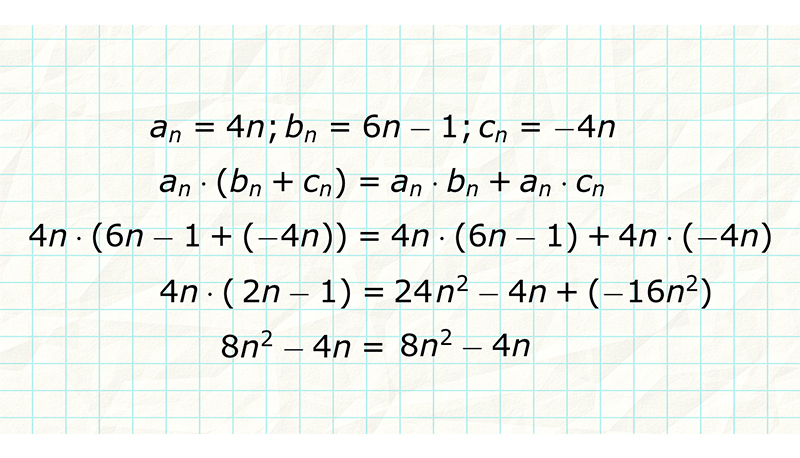 aₙ = 4n; bₙ = 6n − 1; cₙ = −4n
aₙ · (bₙ + cₙ) = aₙ · bₙ + aₙ · cₙ
4n · (6n − 1 + (−4n)) = 4n · (6n − 1) + 4n · (−4n)
4n · ( 2n − 1) = 24n² − 4n + (−16n²)
8n² − 4n = 8n² − 4n